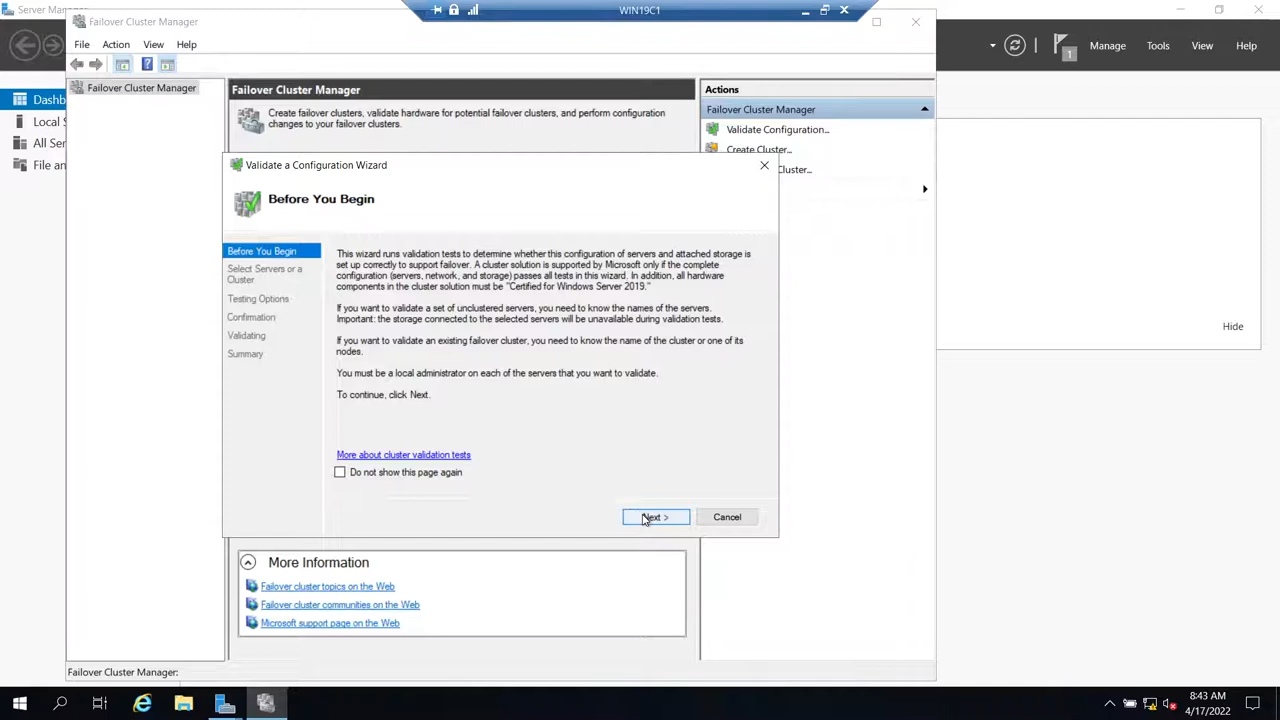 Server Man
Failover Cluster Manager
WIN19C1
File Action View Help
1
Manage Tools View Help
Failover Cluster Manager
Failover Cluster Manager
Create failover clusters, validate hardware for potential failover clusters, and perform configuration
changes to your failover clusters.
Actions
Failover Cluster Manager
Validate Configuration...
Create Cluster...
Cluster...
Dashb
Local S
All Ser
File an
Validate a Configuration Wizard
Before You Begin
Before You Begin
Select Servers or a
Cluster
Testing Options
Confirmation
Validating
Summary
This wizard runs validation tests to determine whether this configuration of servers and attached storage is
set up correctly to support failover. A cluster solution is supported by Microsoft only if the complete
configuration (servers, network, and storage) passes all tests in this wizard. In addition, all hardware
components in the cluster solution must be "Certified for Windows Server 2019."
If you want to validate a set of unclustered servers, you need to know the names of the servers.
Important: the storage connected to the selected servers will be unavailable during validation tests.
If you want to validate an existing failover cluster, you need to know the name of the cluster or one of its
nodes.
You must be a local administrator on each of the servers that you want to validate.
To continue, click Next.
More about cluster validation tests
Do not show this page again
Next >
Cancel
Hide
More Information
Failover cluster topics on the Web
Failover cluster communities on the Web
Microsoft support page on the Web
Failover Cluster Manager:
8:43 AM
4/17/2022